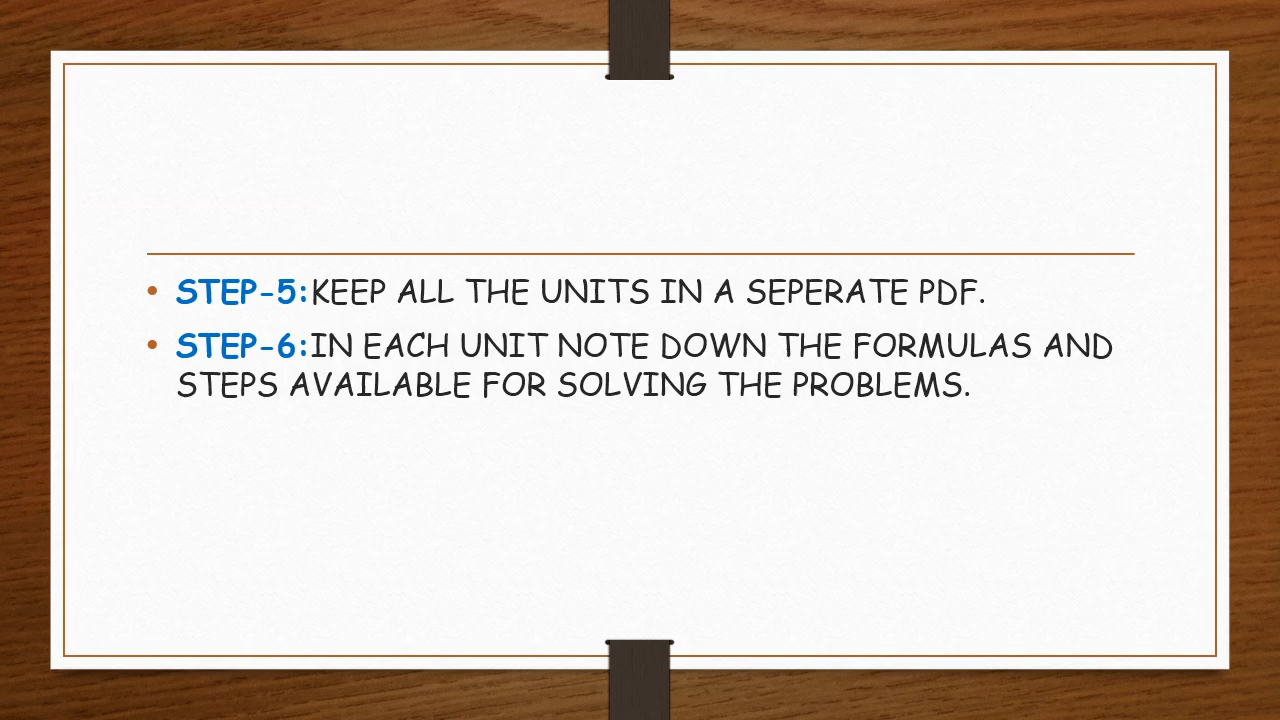 • STEP-5:KEEP ALL THE UNITS IN A SEPERATE PDF.
• STEP-6:IN EACH UNIT NOTE DOWN THE FORMULAS AND
STEPS AVAILABLE FOR SOLVING THE PROBLEMS.